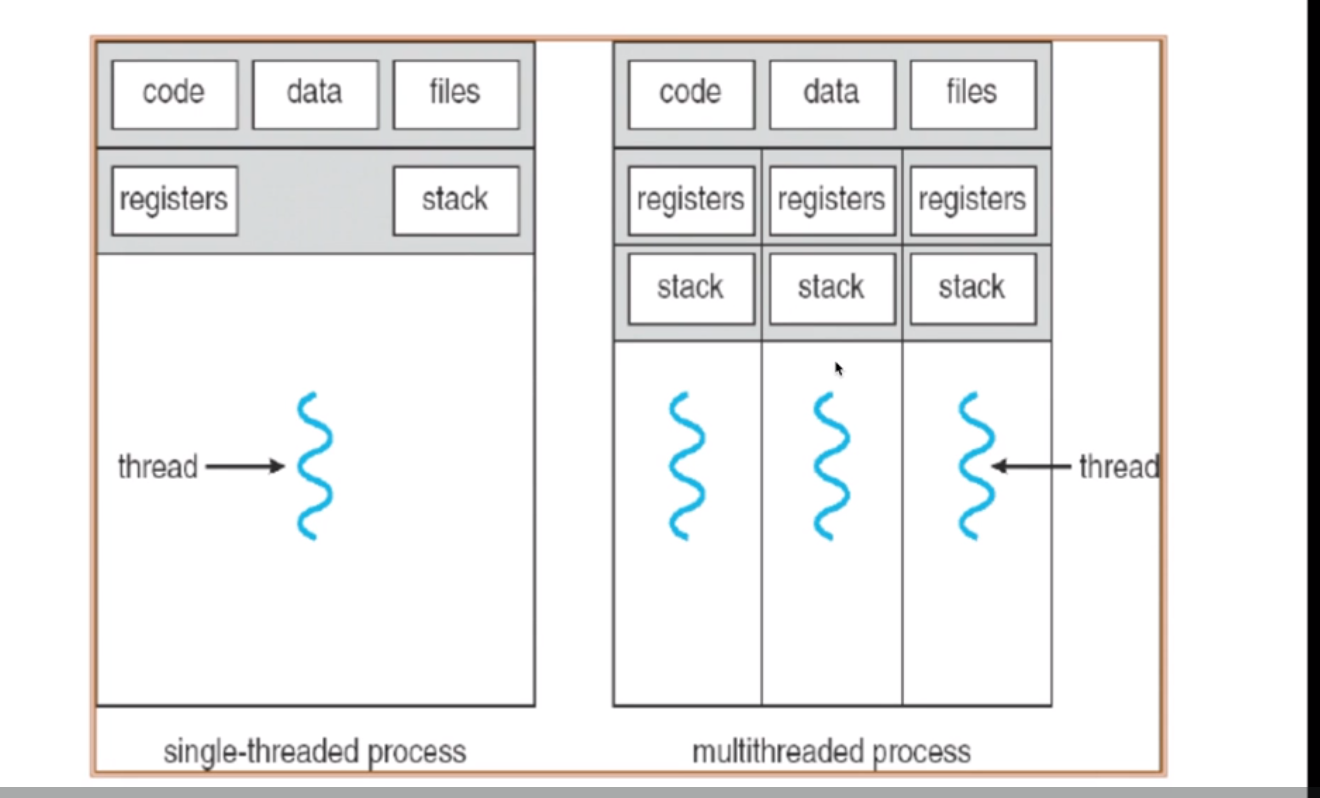 code data files
registers stack
thread
single-threaded process
code data files
registers registers registers
stack stack stack
thread
multithreaded process